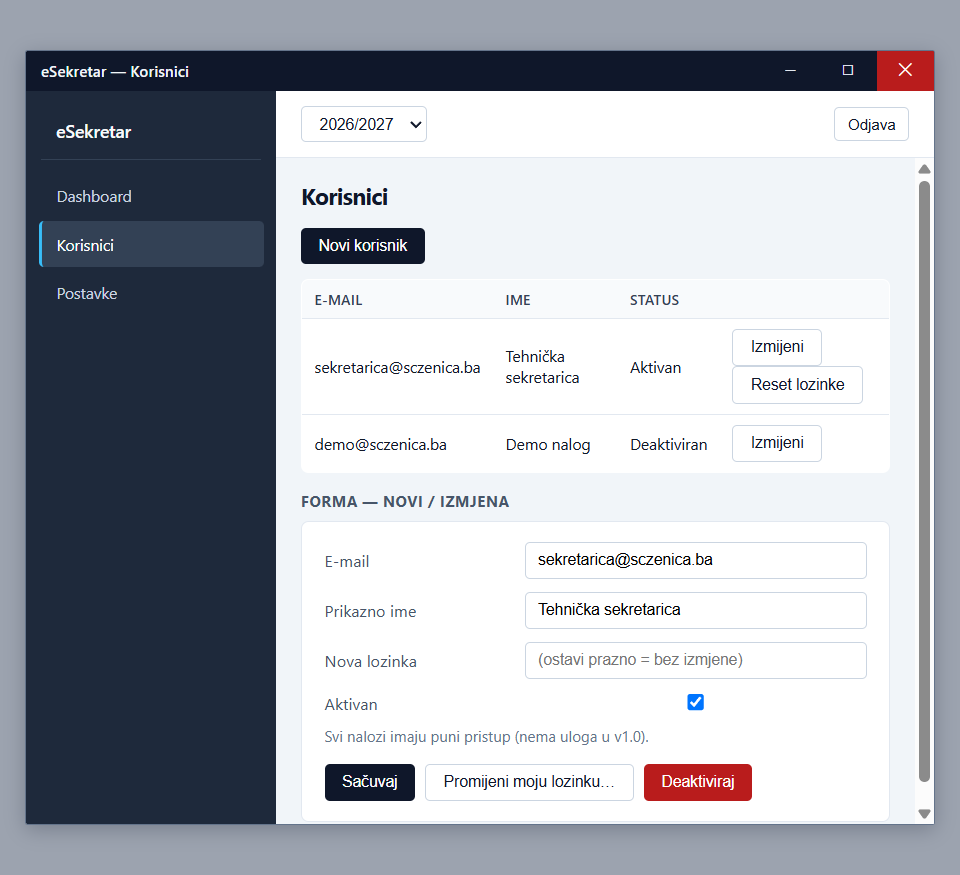 eSekretar — Korisnici
eSekretar
Dashboard
Korisnici
Postavke
2026/2027
Odjava
Korisnici
Novi korisnik
E-MAIL IME STATUS
sekretarica@sczenica.ba Tehnička sekretarica Aktivan Izmijeni
Reset lozinke
demo@sczenica.ba Demo nalog Deaktiviran Izmijeni
FORMA — NOVI / IZMJENA
E-mail sekretarica@sczenica.ba
Prikazno ime Tehnička sekretarica
Nova lozinka (ostavi prazno = bez izmjene)
Aktivan
Svi nalozi imaju puni pristup (nema uloga u v1.0).
Sačuvaj Promijeni moju lozinku… Deaktiviraj